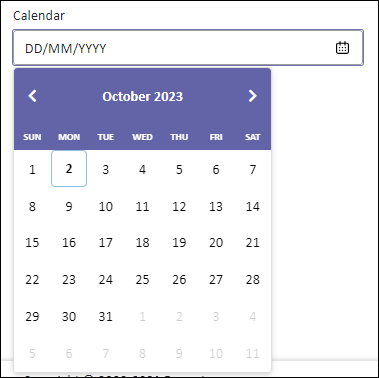 Calendar
DD/MM/YYYY
October 2023
SUN MON TUE WED THU FRI SAT
1 2 3 4 5 6 7
8 9 10 11 12 13 14
15 16 17 18 19 20 21
22 23 24 25 26 27 28
29 30 31 1 2 3 4
5 6 7 8 9 10 11